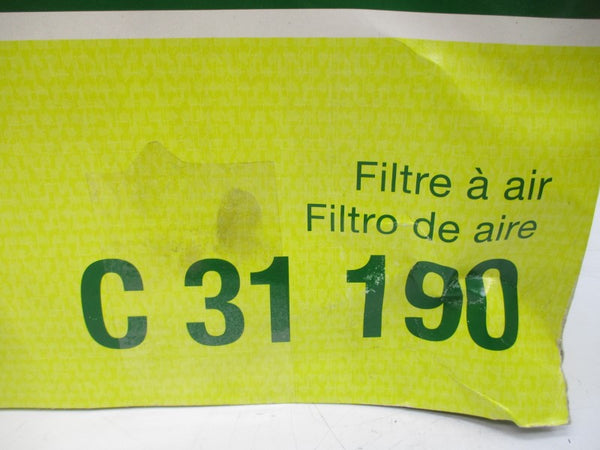 Filtre à air
Filtro de aire
C 31 190